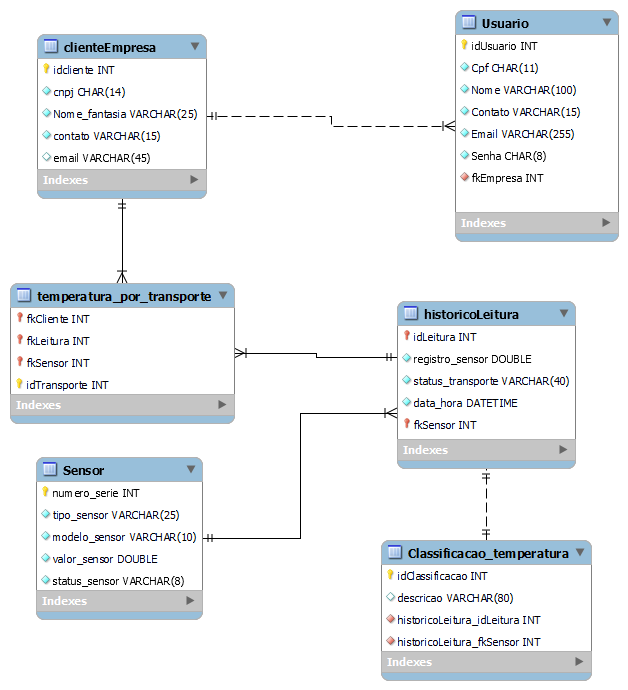 clienteEmpresa
idcliente INT
cnpj CHAR(14)
Nome_fantasia VARCHAR(25)
contato VARCHAR(15)
email VARCHAR(45)
Indexes
Usuario
idUsuario INT
Cpf CHAR(11)
Nome VARCHAR(100)
Contato VARCHAR(15)
Email VARCHAR(255)
Senha CHAR(8)
fkEmpresa INT
Indexes
temperatura_por_transporte
fkCliente INT
fkLeitura INT
fkSensor INT
idTransporte INT
Indexes
historicoLeitura
idLeitura INT
registro_sensor DOUBLE
status_transporte VARCHAR(40)
data_hora DATETIME
fkSensor INT
Indexes
Sensor
numero_serie INT
tipo_sensor VARCHAR(25)
modelo_sensor VARCHAR(10)
valor_sensor DOUBLE
status_sensor VARCHAR(8)
Indexes
Classificacao_temperatura
idClassificacao INT
descricao VARCHAR(80)
historicoLeitura_idLeitura INT
historicoLeitura_fkSensor INT
Indexes